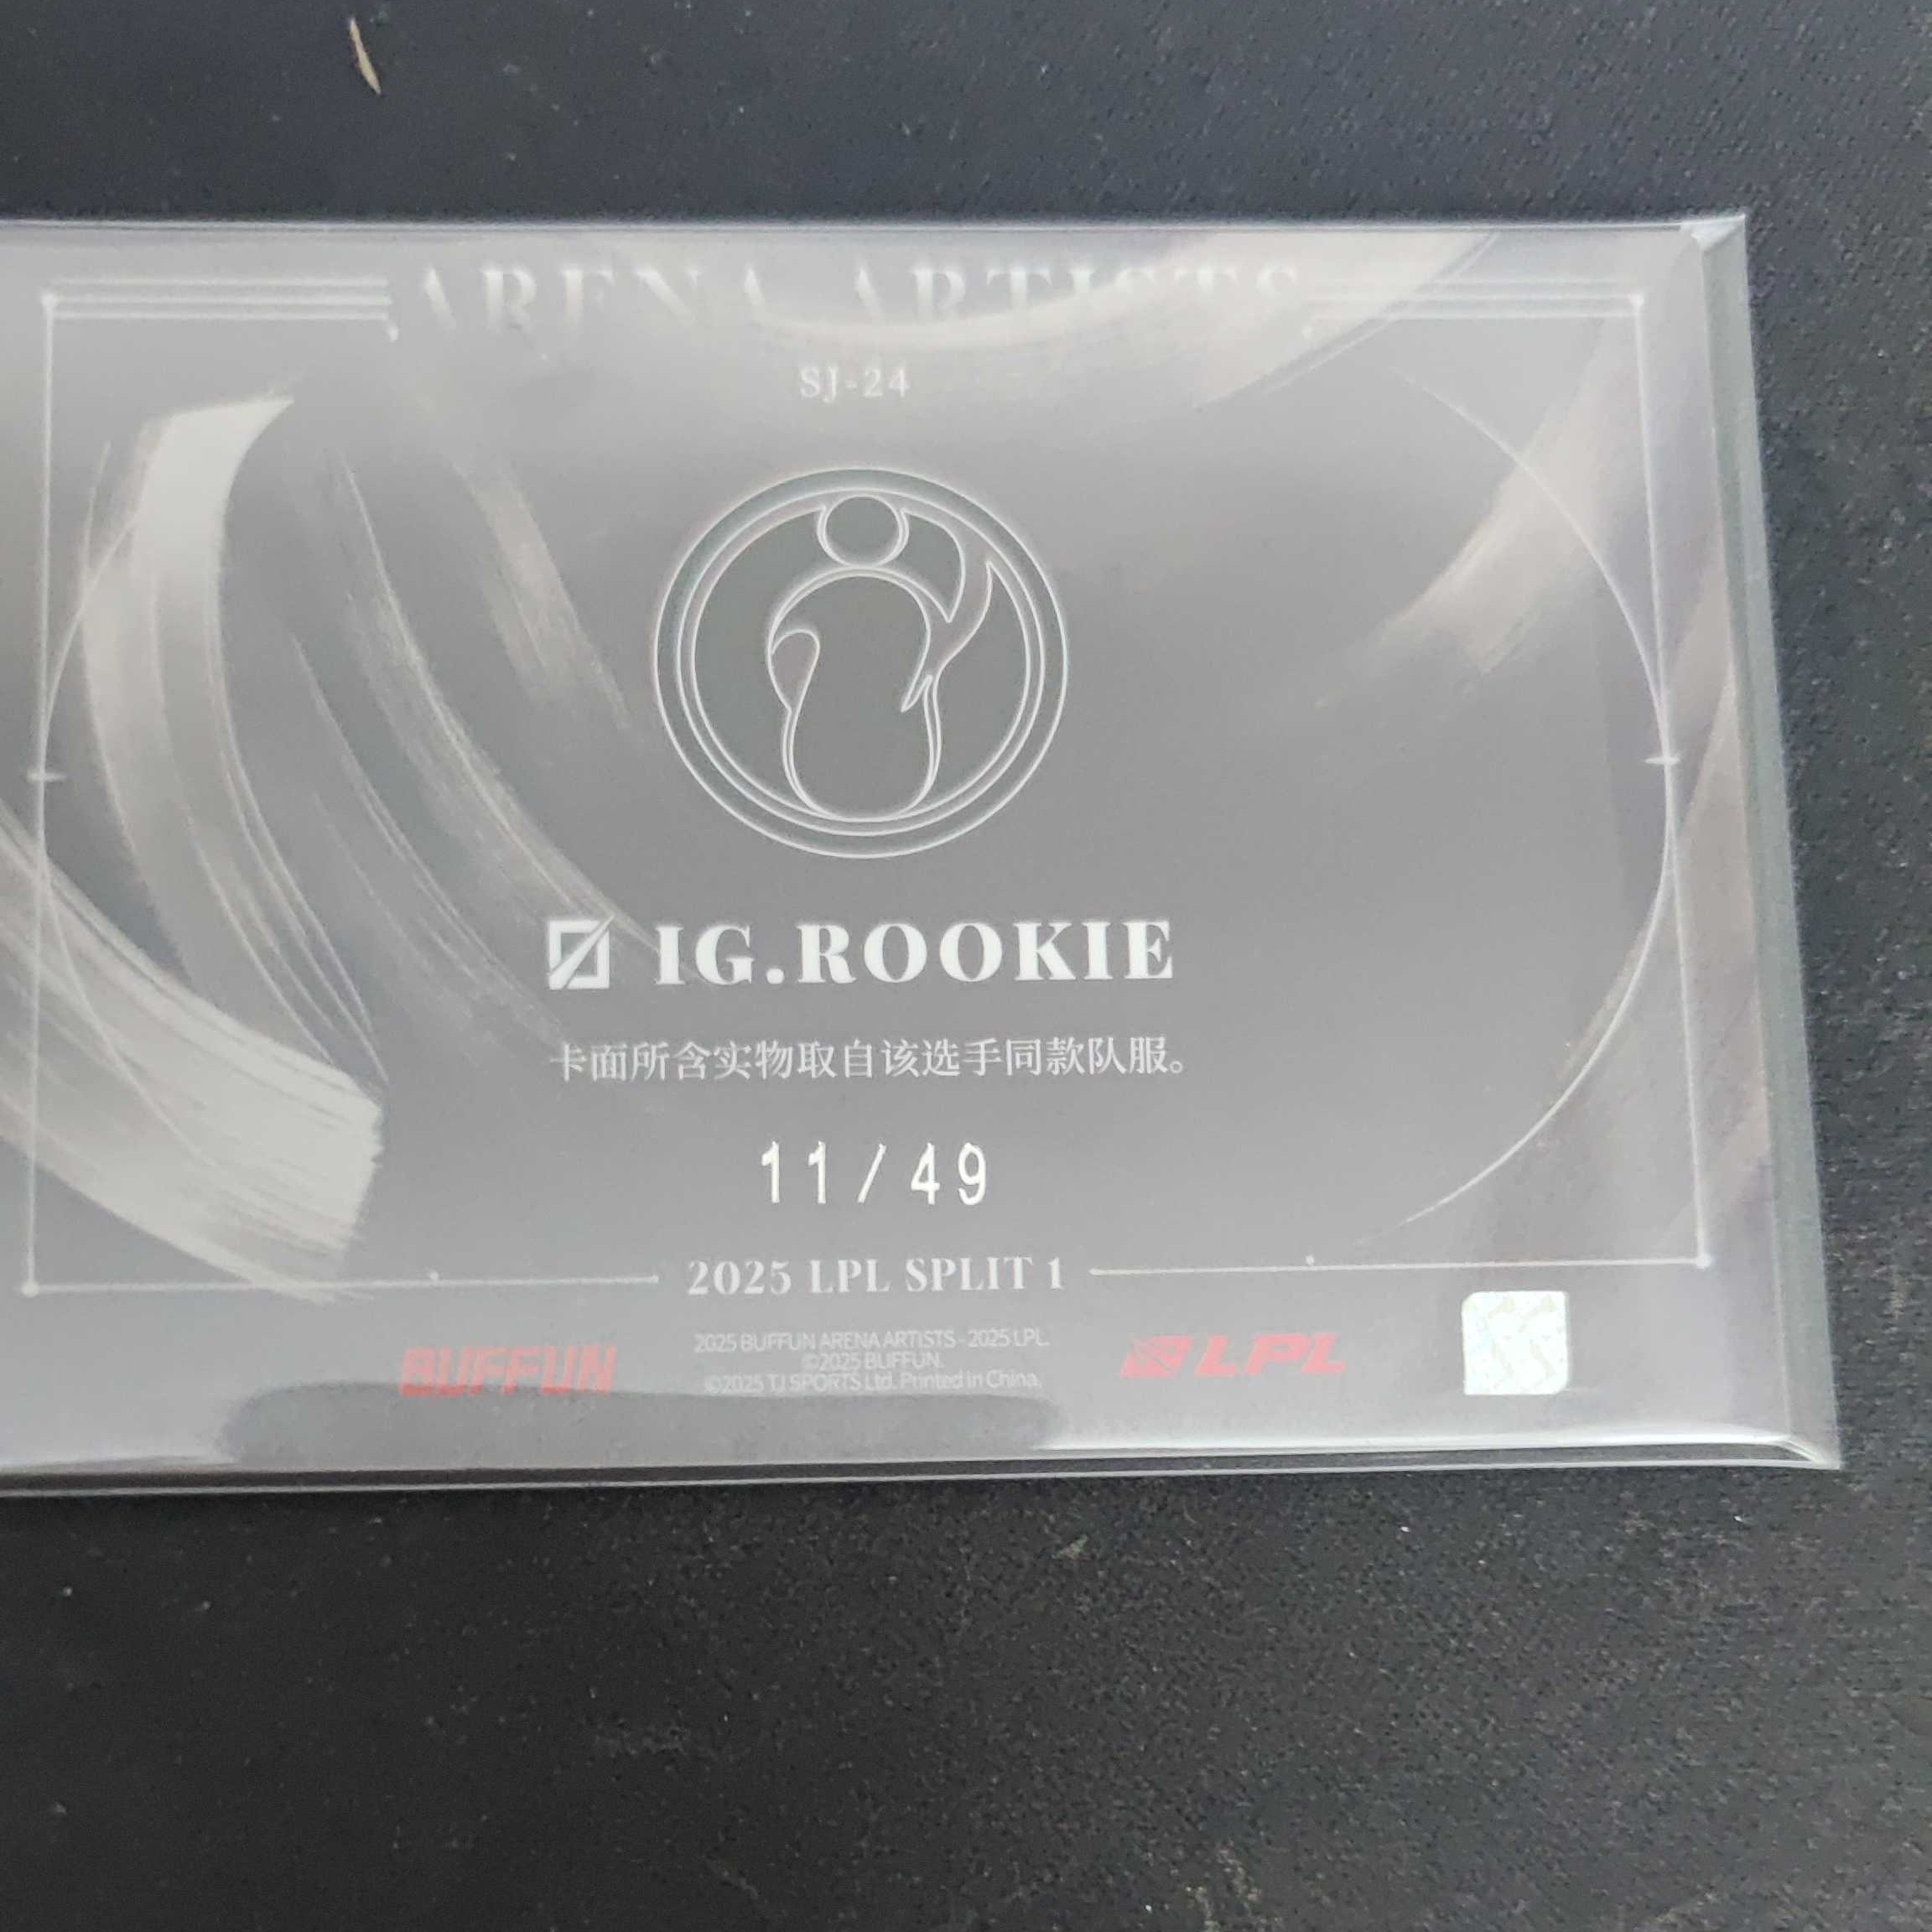 ARENA ARTISTS
SJ-24
IG.ROOKIE
卡面所含实物取自该选手同款队服。
11/49
2025 LPL SPLIT 1
BUFFUN
2025 BUFFUN ARENA ARTISTS - 2025 LPL.
©2025 BUFFUN.
©2025 TJ SPORTS Ltd. Printed in China.
LPL